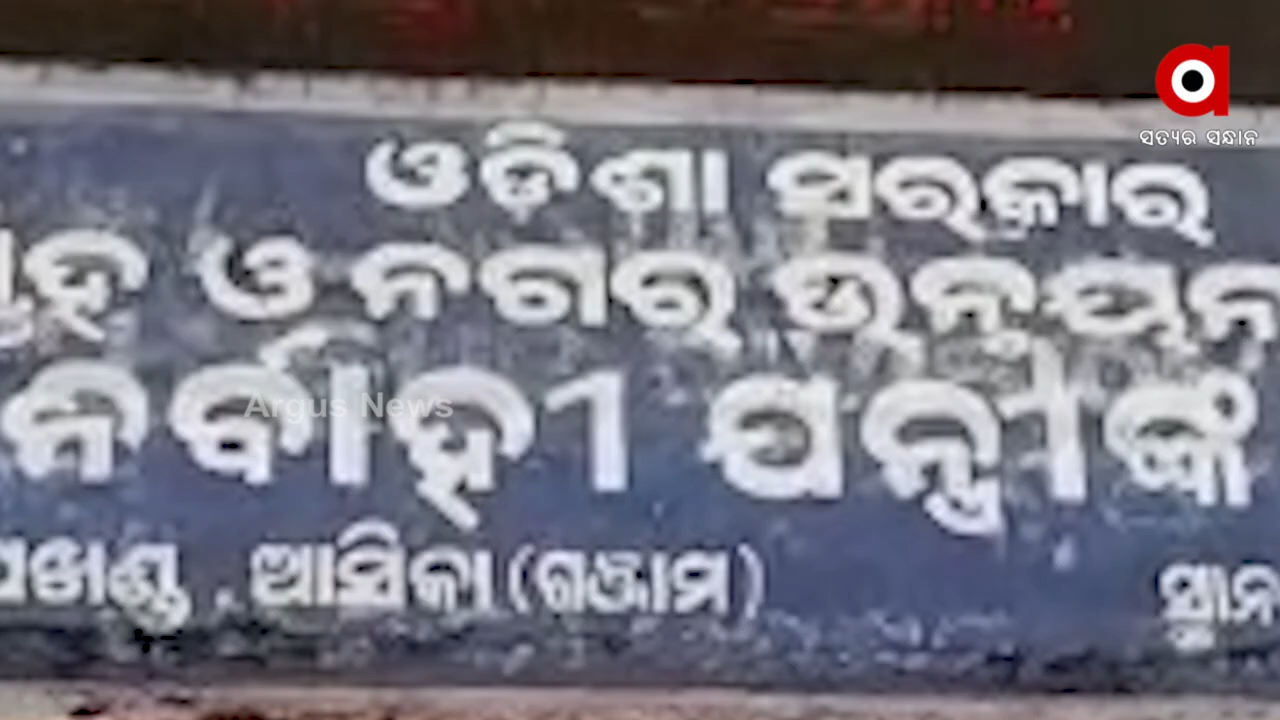 ସତ୍ୟର ସନ୍ଧାନ
ଓଡ଼ିଶା ସରକାର
ଓ ନଗର ଉନ୍ନୟନ
ନିର୍ବାହୀ ଯନ୍ତ୍ରୀଙ୍କ
Argus News
ଆସିକା (ଗଞ୍ଜାମ)